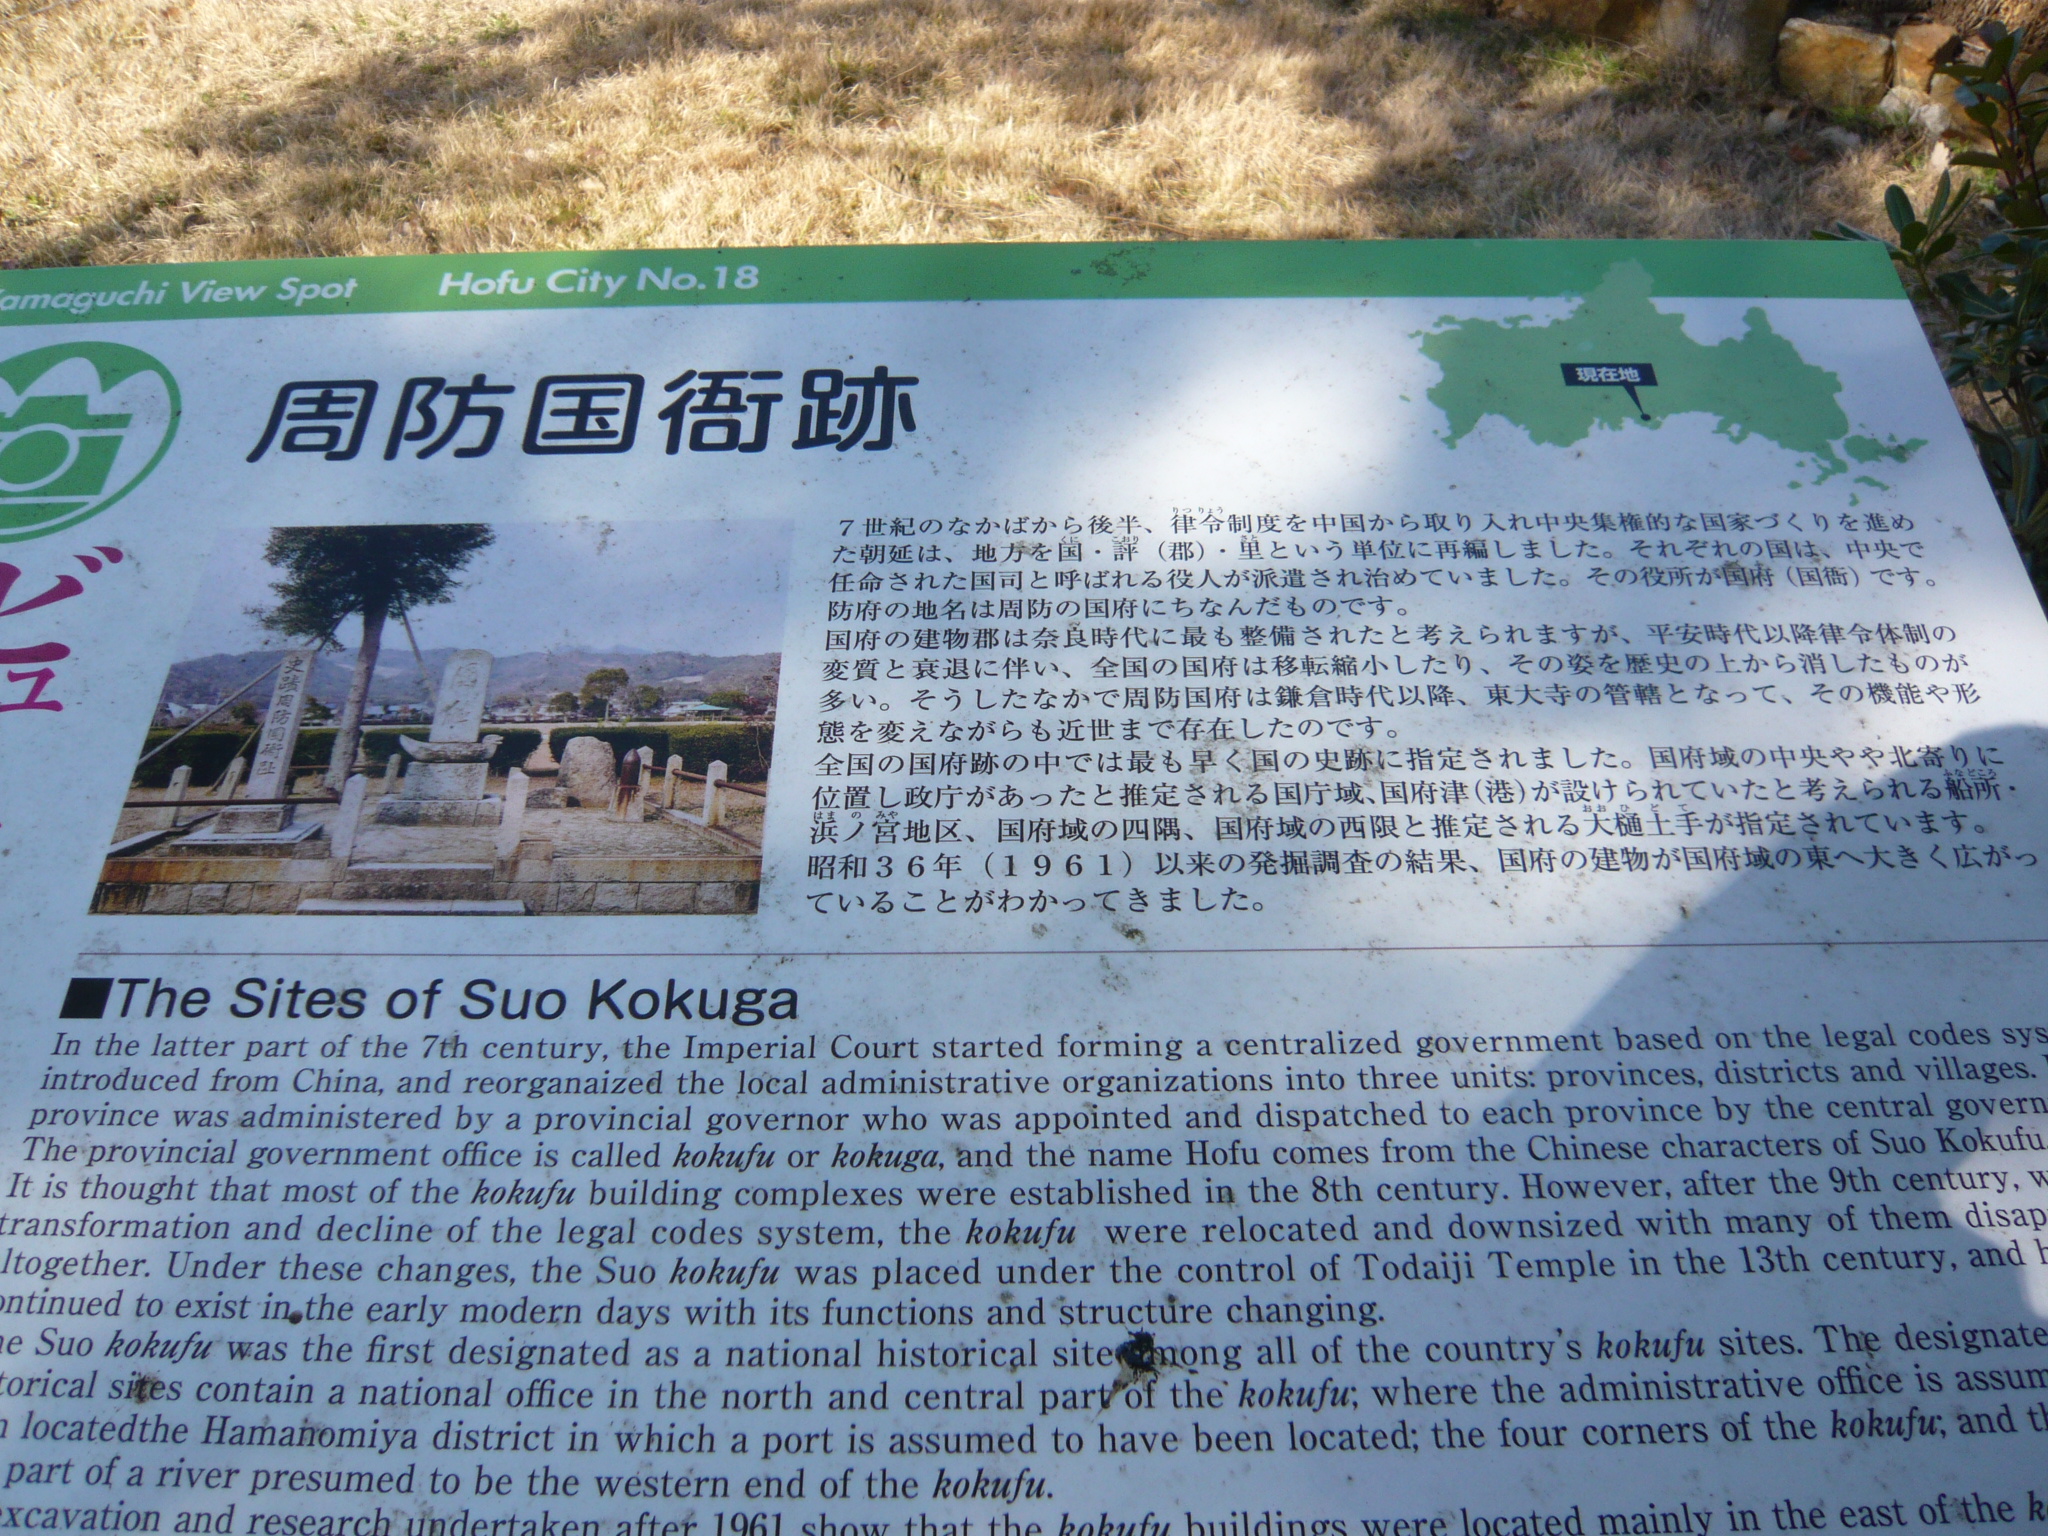 Yamaguchi View Spot Hofu City No.18
周防国衙跡
現在地
ビュー
史蹟周防国衙阯
７世紀のなかばから後半、律令制度を中国から取り入れ中央集権的な国家づくりを進め
た朝廷は、地方を国・評（郡）・里という単位に再編しました。それぞれの国は、中央で
任命された国司と呼ばれる役人が派遣され治めていました。その役所が国府（国衙）です。
防府の地名は周防の国府にちなんだものです。
国府の建物郡は奈良時代に最も整備されたと考えられますが、平安時代以降律令体制の
変質と衰退に伴い、全国の国府は移転縮小したり、その姿を歴史の上から消したものが
多い。そうしたなかで周防国府は鎌倉時代以降、東大寺の管轄となって、その機能や形
態を変えながらも近世まで存在したのです。
全国の国府跡の中では最も早く国の史跡に指定されました。国府域の中央やや北寄りに
位置し政庁があったと推定される国庁域、国府津（港）が設けられていたと考えられる船所・
浜ノ宮地区、国府域の四隅、国府域の西限と推定される大樋土手が指定されています。
昭和３６年（１９６１）以来の発掘調査の結果、国府の建物が国府域の東へ大きく広がっ
ていることがわかってきました。
■The Sites of Suo Kokuga
In the latter part of the 7th century, the Imperial Court started forming a centralized government based on the legal codes sys
introduced from China, and reorganaized the local administrative organizations into three units: provinces, districts and villages.
province was administered by a provincial governor who was appointed and dispatched to each province by the central govern
The provincial government office is called kokufu or kokuga, and the name Hofu comes from the Chinese characters of Suo Kokufu.
It is thought that most of the kokufu building complexes were established in the 8th century. However, after the 9th century, w
transformation and decline of the legal codes system, the kokufu were relocated and downsized with many of them disap
ltogether. Under these changes, the Suo kokufu was placed under the control of Todaiji Temple in the 13th century, and h
ontinued to exist in the early modern days with its functions and structure changing.
he Suo kokufu was the first designated as a national historical site among all of the country's kokufu sites. The designate
torical sites contain a national office in the north and central part of the kokufu; where the administrative office is assum
n locatedthe Hamanomiya district in which a port is assumed to have been located; the four corners of the kokufu; and th
part of a river presumed to be the western end of the kokufu.
excavation and research undertaken after 1961 show that the kokufu buildings were located mainly in the east of the k